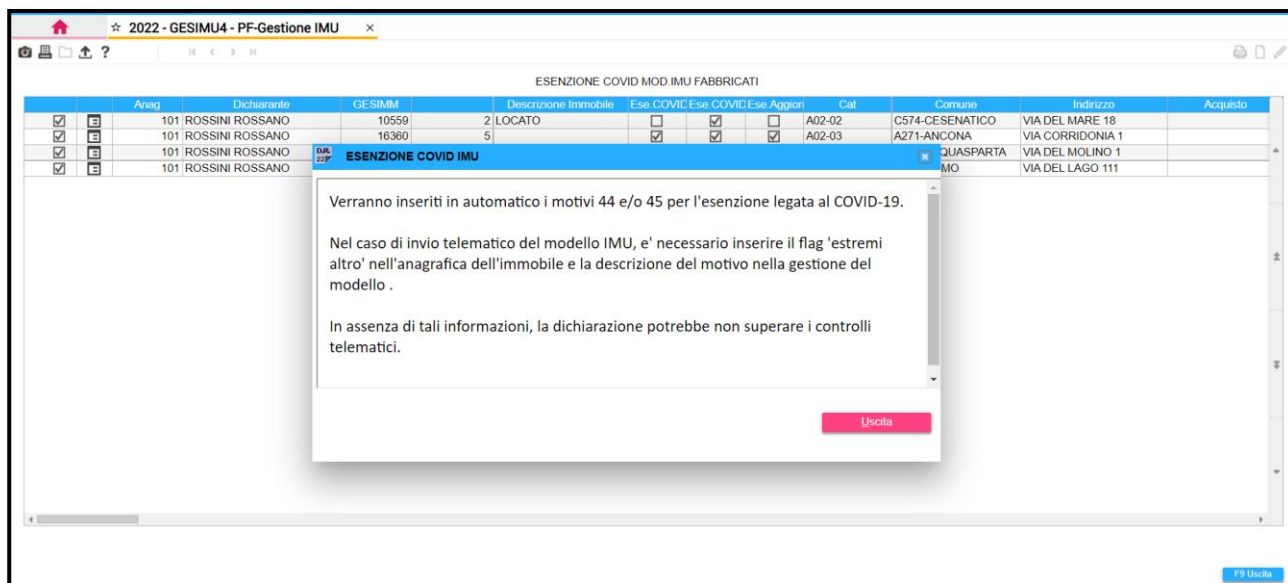 ☆ 2022 - GESIMU4 - PF-Gestione IMU ×
?
ESENZIONE COVID MOD.IMU FABBRICATI
Anag Dichiarante GESIMM Descrizione Immobile Ese.COVID Ese.COVID Ese.Aggior Cat Comune Indirizzo Acquisto
101 ROSSINI ROSSANO 10559 2 LOCATO A02-02 C574-CESENATICO VIA DEL MARE 18
101 ROSSINI ROSSANO 16360 5 A02-03 A271-ANCONA VIA CORRIDONIA 1
101 ROSSINI ROSSANO QUASPARTA VIA DEL MOLINO 1
101 ROSSINI ROSSANO MO VIA DEL LAGO 111
ESENZIONE COVID IMU
Verranno inseriti in automatico i motivi 44 e/o 45 per l'esenzione legata al COVID-19.
Nel caso di invio telematico del modello IMU, e' necessario inserire il flag 'estremi
altro' nell'anagrafica dell'immobile e la descrizione del motivo nella gestione del
modello .
In assenza di tali informazioni, la dichiarazione potrebbe non superare i controlli
telematici.
Uscita
F9 Uscita